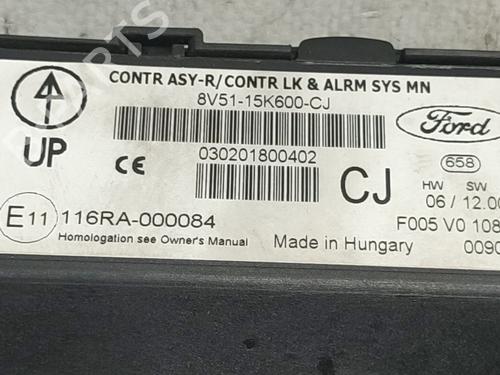 CONTR ASY-R/CONTR LK & ALRM SYS MN
8V51-15K600-CJ
Ford
UP
CE
030201800402
CJ
658
HW SW
06 / 12.00
E11 116RA-000084
Homologation see Owner's Manual
Made in Hungary
F005 V0 108
0090